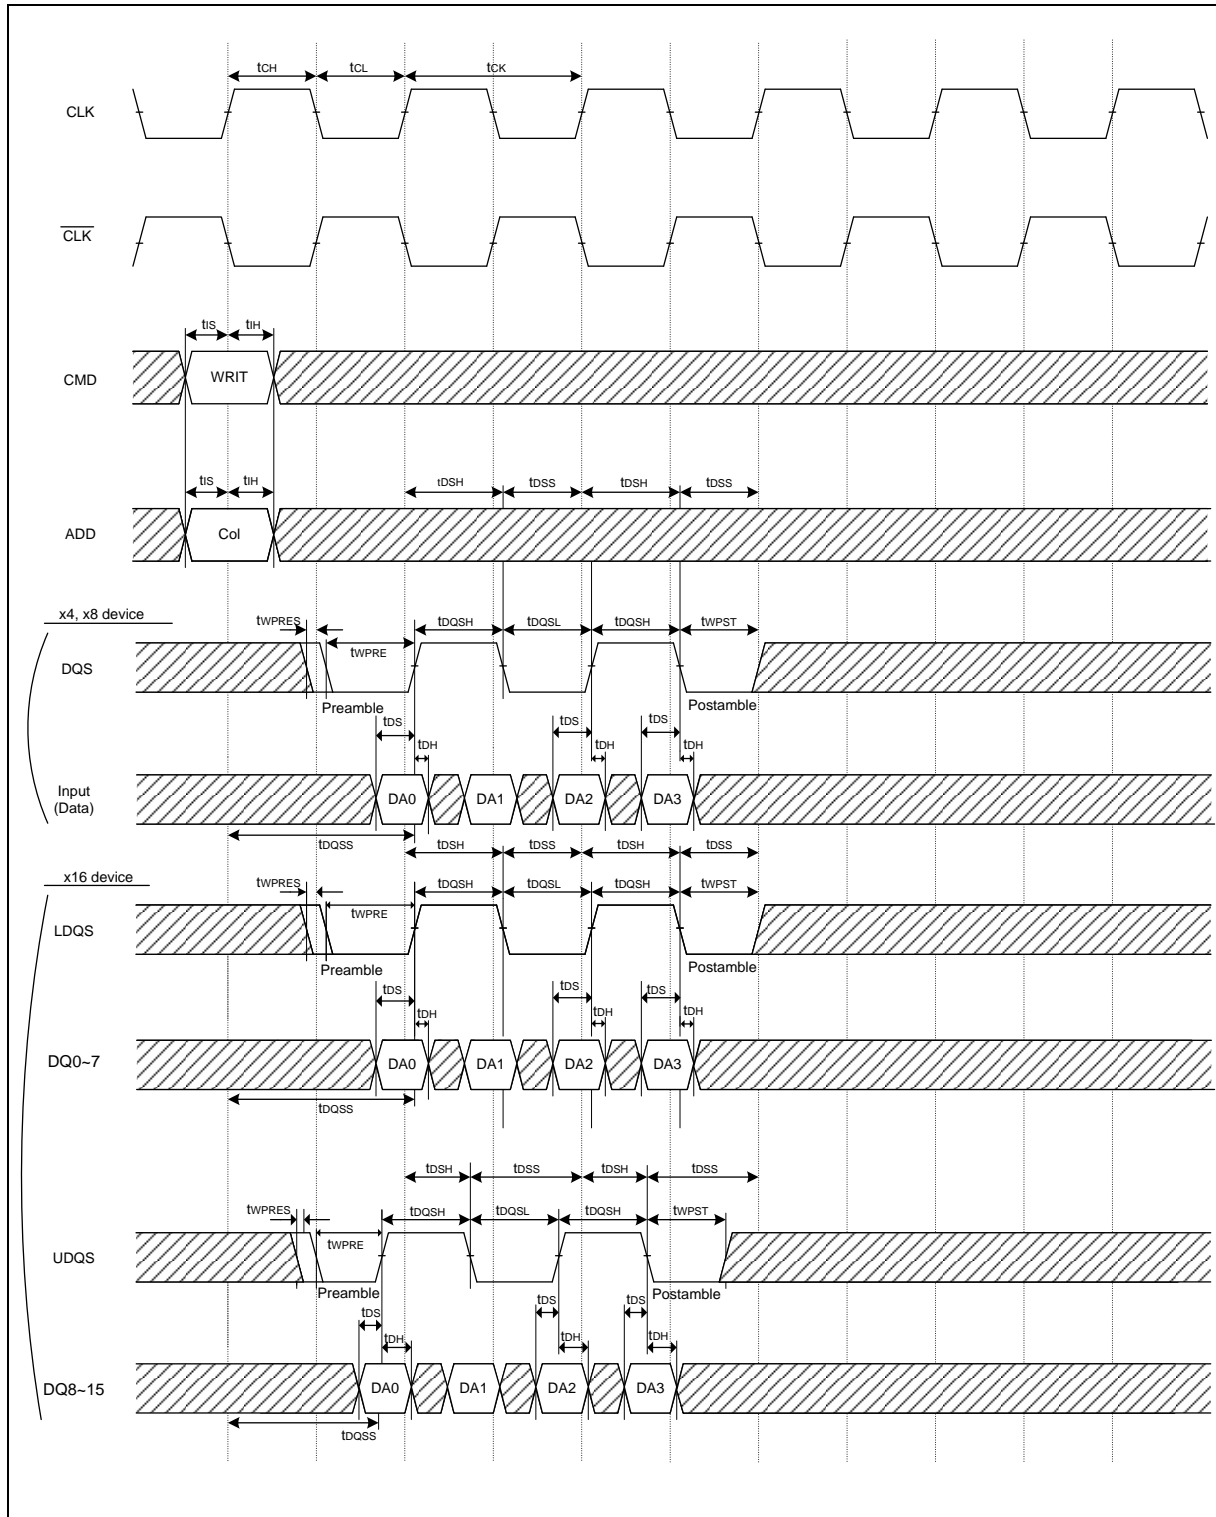 tCH tCL tCK
CLK
CLK
tIS tIH
CMD WRIT
tIS tIH tDSH tDSS tDSH tDSS
ADD Col
x4, x8 device
tWPRES tDQSH tDQSL tDQSH tWPST
tWPRE
DQS
Preamble Postamble
tDS tDS tDS
tDH tDH tDH
Input
(Data)
DA0 DA1 DA2 DA3
tDQSS
tDSH tDSS tDSH tDSS
x16 device
tWPRES tDQSH tDQSL tDQSH tWPST
tWPRE
LDQS
Preamble Postamble
tDS tDS tDS
tDH tDH tDH
DQ0~7 DA0 DA1 DA2 DA3
tDQSS
tDSH tDSS tDSH tDSS
tWPRES tDQSH tDQSL tDQSH tWPST
tWPRE
UDQS
Preamble Postamble
tDS tDS tDS
tDH tDH tDH
DQ8~15 DA0 DA1 DA2 DA3
tDQSS